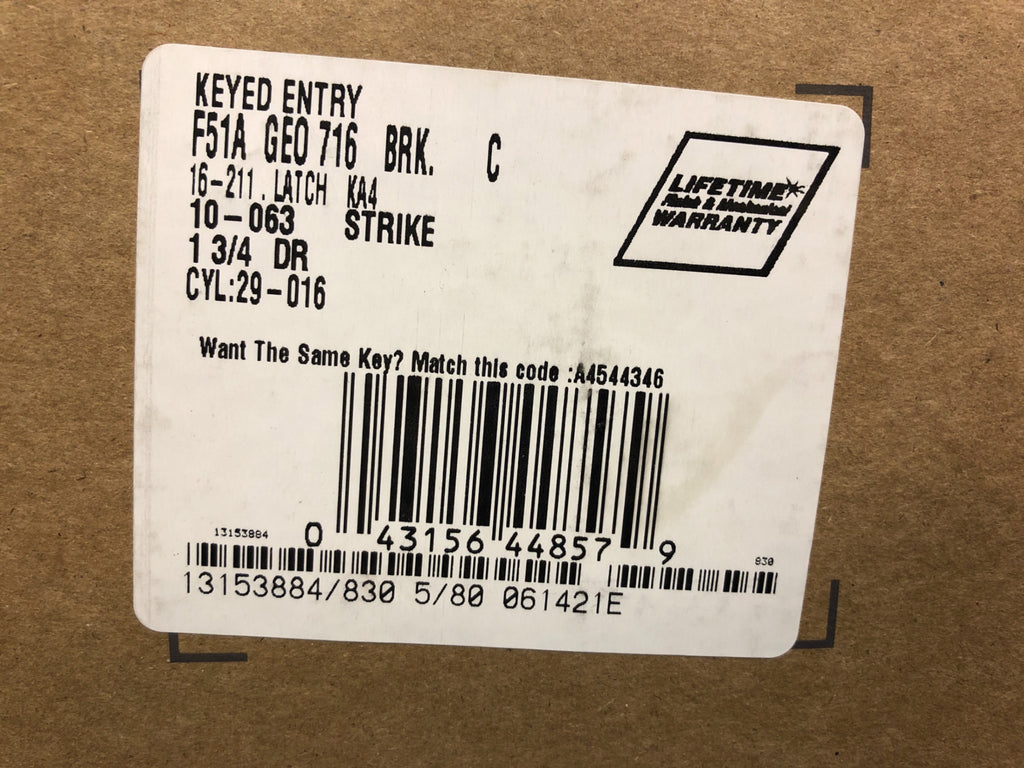 KEYED ENTRY
F51A GEO 716 BRK. C
16-211 . LATCH KA4
10-063 STRIKE
1 3/4 DR
CYL:29-016
LIFETIME*
Finish & Mechanical
WARRANTY
Want The Same Key? Match this code :A4544346
13153884
0 43156 44857 9
830
13153884/830 5/80 061421E